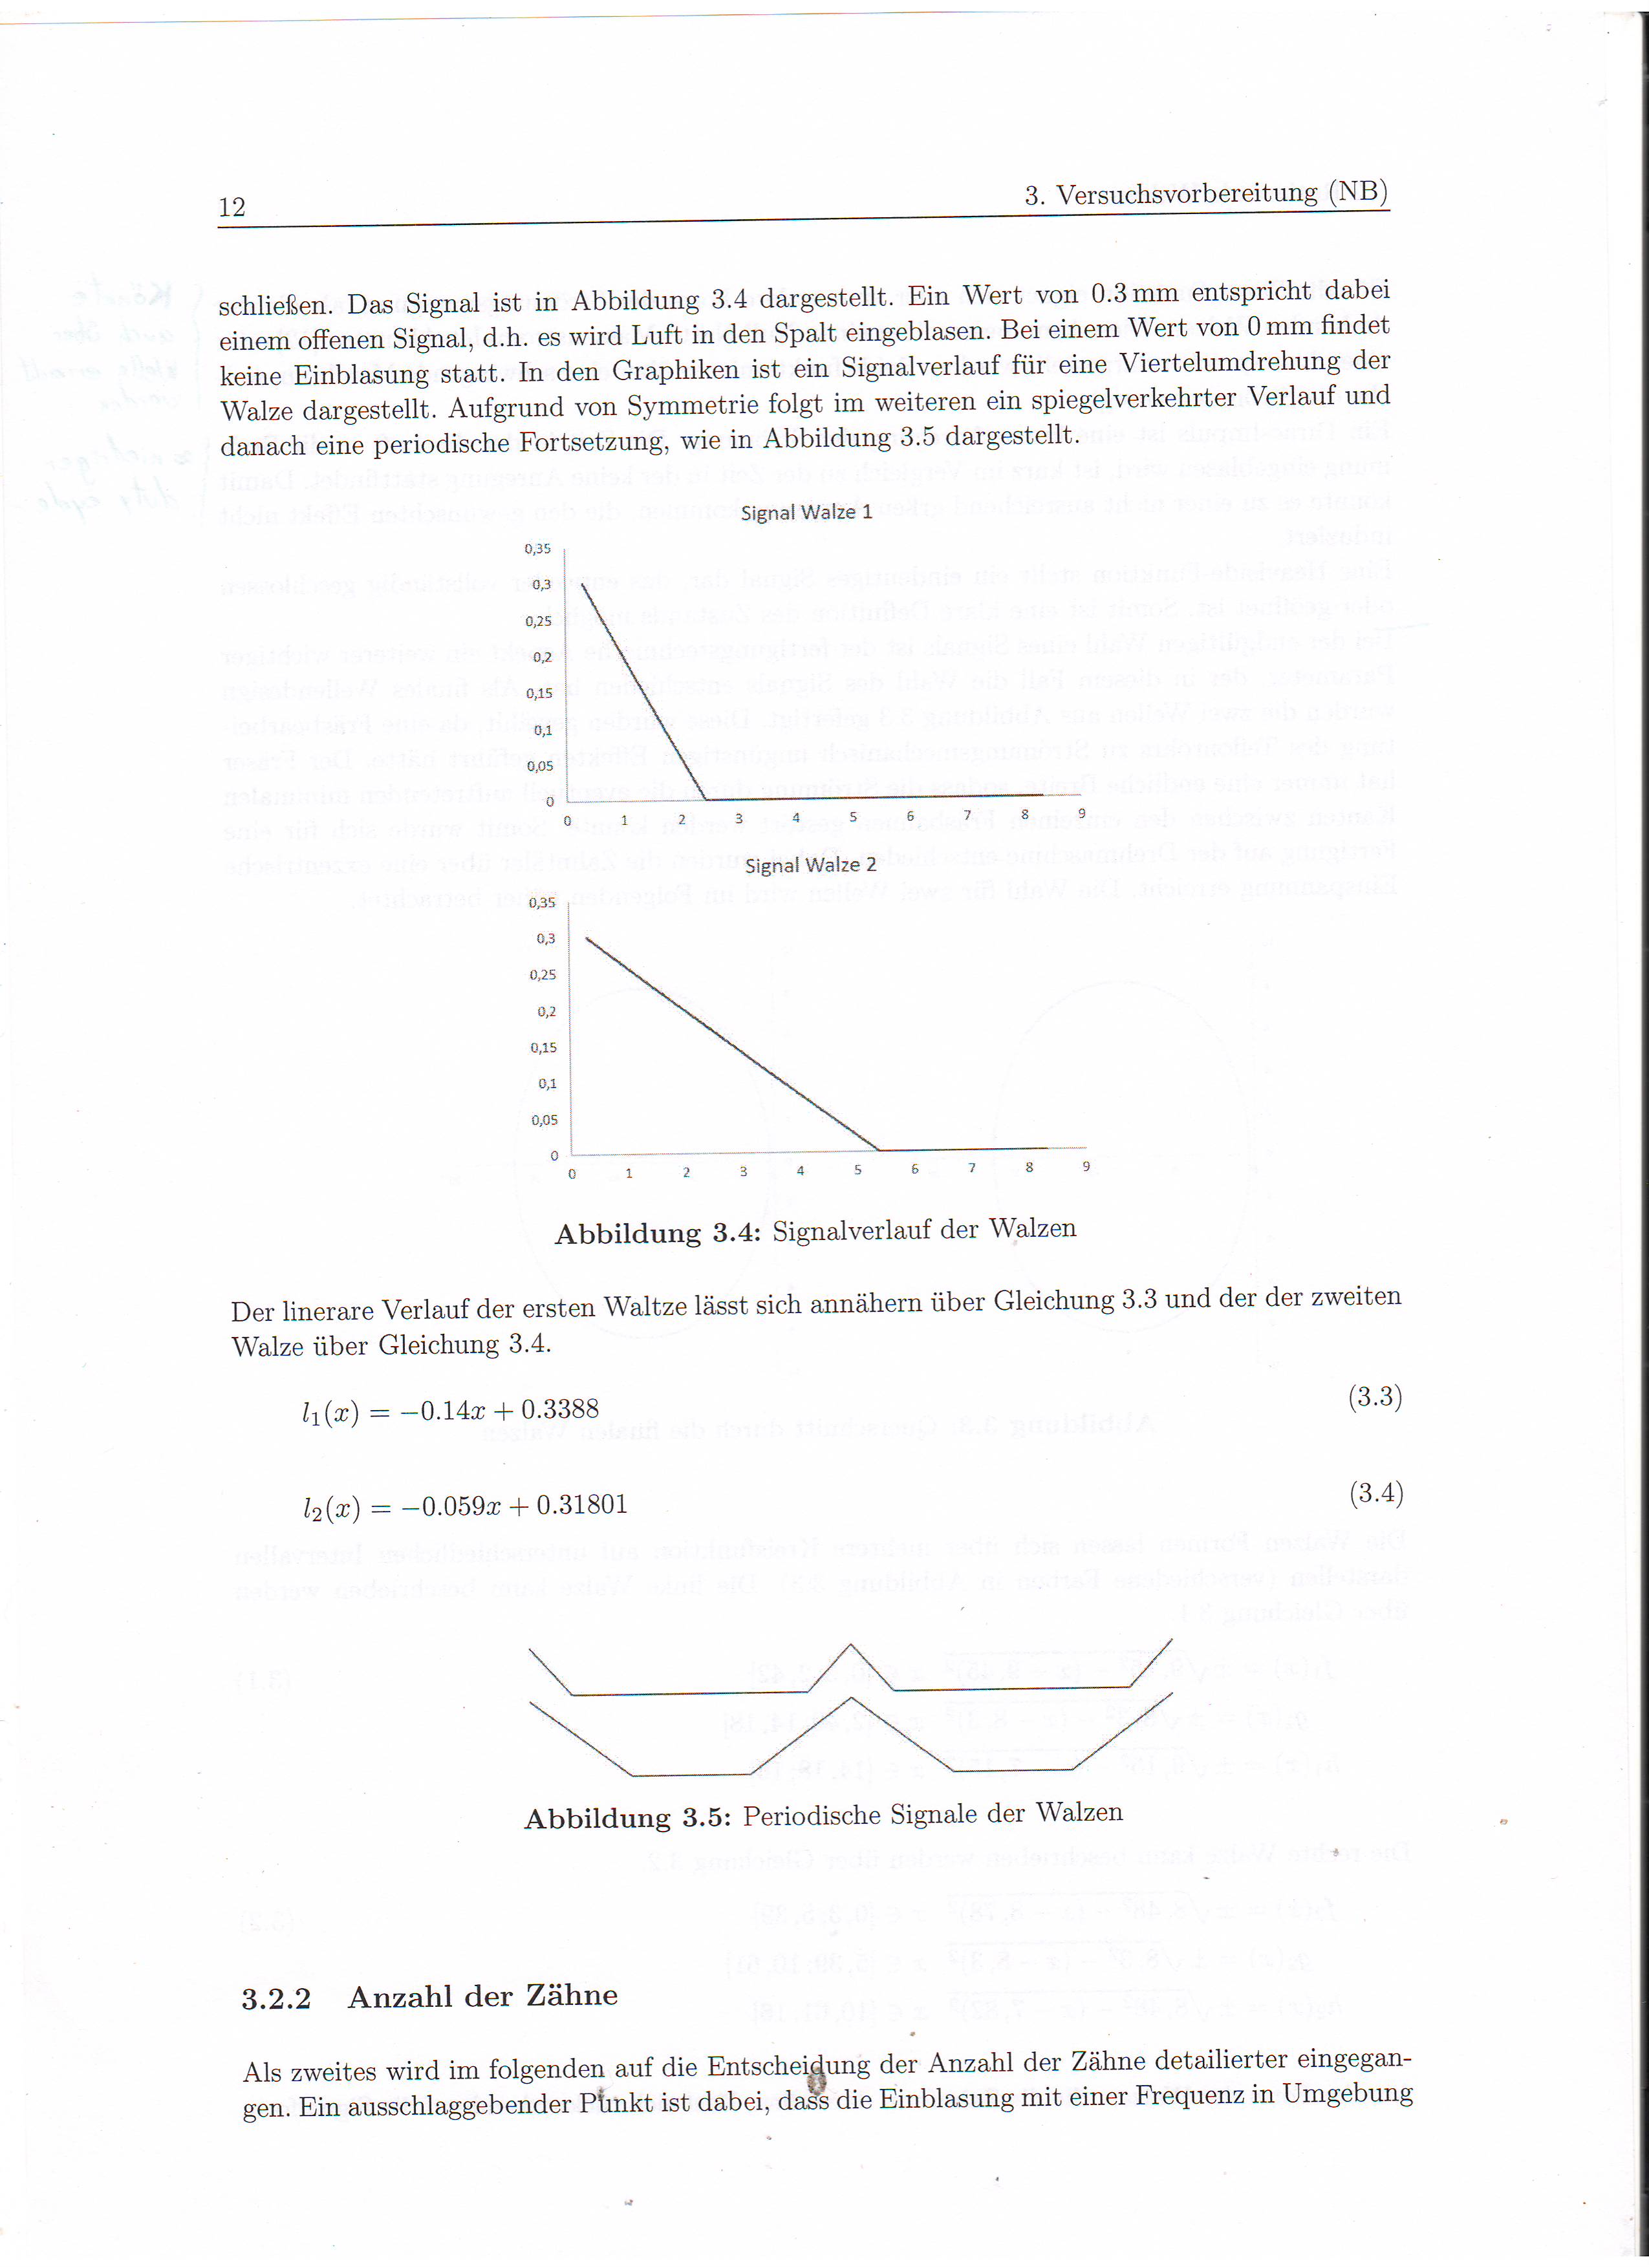 12
3. Versuchsvorbereitung (NB)
schließen. Das Signal ist in Abbildung 3.4 dargestellt. Ein Wert von 0.3 mm entspricht dabei
einem offenen Signal, d.h. es wird Luft in den Spalt eingeblasen. Bei einem Wert von 0 mm findet
keine Einblasung statt. In den Graphiken ist ein Signalverlauf für eine Viertelumdrehung der
Walze dargestellt. Aufgrund von Symmetrie folgt im weiteren ein spiegelverkehrter Verlauf und
danach eine periodische Fortsetzung, wie in Abbildung 3.5 dargestellt.
Signal Walze 1
0,35
0,3
0,25
0,2
0,15
0,1
0,05
0
0 1 2 3 4 5 6 7 8 9
Signal Walze 2
0,35
0,3
0,25
0,2
0,15
0,1
0,05
0
0 1 2 3 4 5 6 7 8 9
Abbildung 3.4: Signalverlauf der Walzen
Der linerare Verlauf der ersten Waltze lässt sich annähern über Gleichung 3.3 und der der zweiten
Walze über Gleichung 3.4.
l₁(x) = −0.14x + 0.3388 (3.3)
l₂(x) = −0.059x + 0.31801 (3.4)
Abbildung 3.5: Periodische Signale der Walzen
3.2.2 Anzahl der Zähne
Als zweites wird im folgenden auf die Entscheidung der Anzahl der Zähne detailierter eingegan-
gen. Ein ausschlaggebender Punkt ist dabei, dass die Einblasung mit einer Frequenz in Umgebung